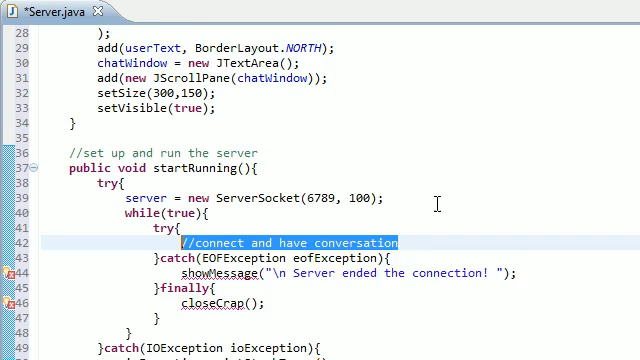 *Server.java
28 );
29 add(userText, BorderLayout.NORTH);
30 chatWindow = new JTextArea();
31 add(new JScrollPane(chatWindow));
32 setSize(300,150);
33 setVisible(true);
34 }
35
36 //set up and run the server
37 public void startRunning(){
38 try{
39 server = new ServerSocket(6789, 100);
40 while(true){
41 try{
42 //connect and have conversation
43 }catch(EOFException eofException){
44 showMessage("\n Server ended the connection! ");
45 }finally{
46 closeCrap();
47 }
48 }
49 }catch(IOException ioException){